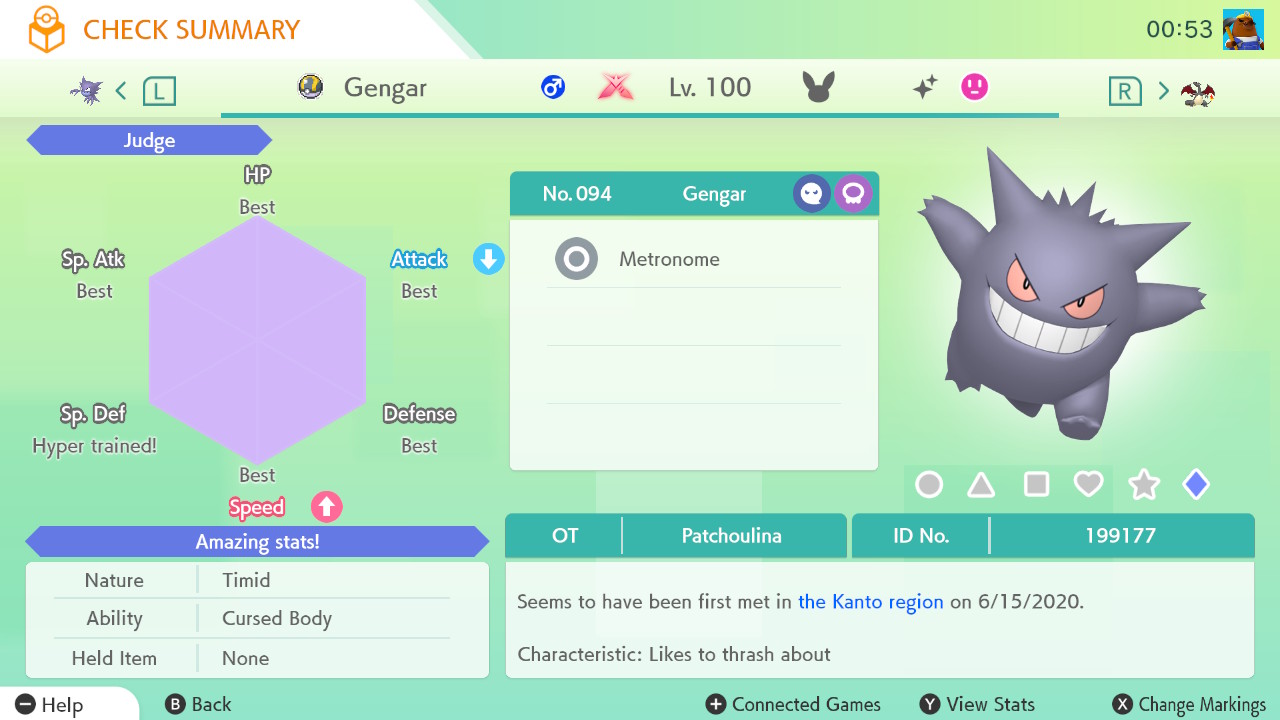 CHECK SUMMARY
00:53
L
Gengar
Lv. 100
R
Judge
HP
Best
Sp. Atk
Best
Attack
Best
Sp. Def
Hyper trained!
Defense
Best
Best
Speed
Amazing stats!
Nature Timid
Ability Cursed Body
Held Item None
No. 094 Gengar
Metronome
OT Patchoulina ID No. 199177
Seems to have been first met in the Kanto region on 6/15/2020.
Characteristic: Likes to thrash about
Help
B Back
Connected Games
Y View Stats
X Change Markings